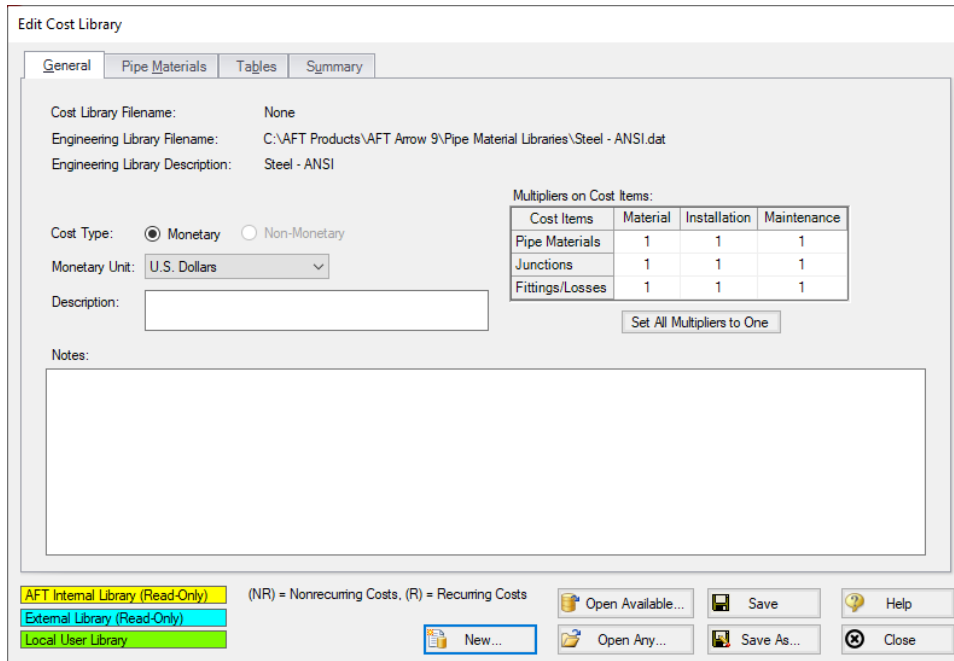 Edit Cost Library
General Pipe Materials Tables Summary
Cost Library Filename: None
Engineering Library Filename: C:\AFT Products\AFT Arrow 9\Pipe Material Libraries\Steel - ANSI.dat
Engineering Library Description: Steel - ANSI
Multipliers on Cost Items:
Cost Items Material Installation Maintenance
Pipe Materials 1 1 1
Junctions 1 1 1
Fittings/Losses 1 1 1
Set All Multipliers to One
Cost Type: Monetary Non-Monetary
Monetary Unit: U.S. Dollars
Description:
Notes:
AFT Internal Library (Read-Only)
External Library (Read-Only)
Local User Library
(NR) = Nonrecurring Costs, (R) = Recurring Costs
Open Available... Save Help
New... Open Any... Save As... Close